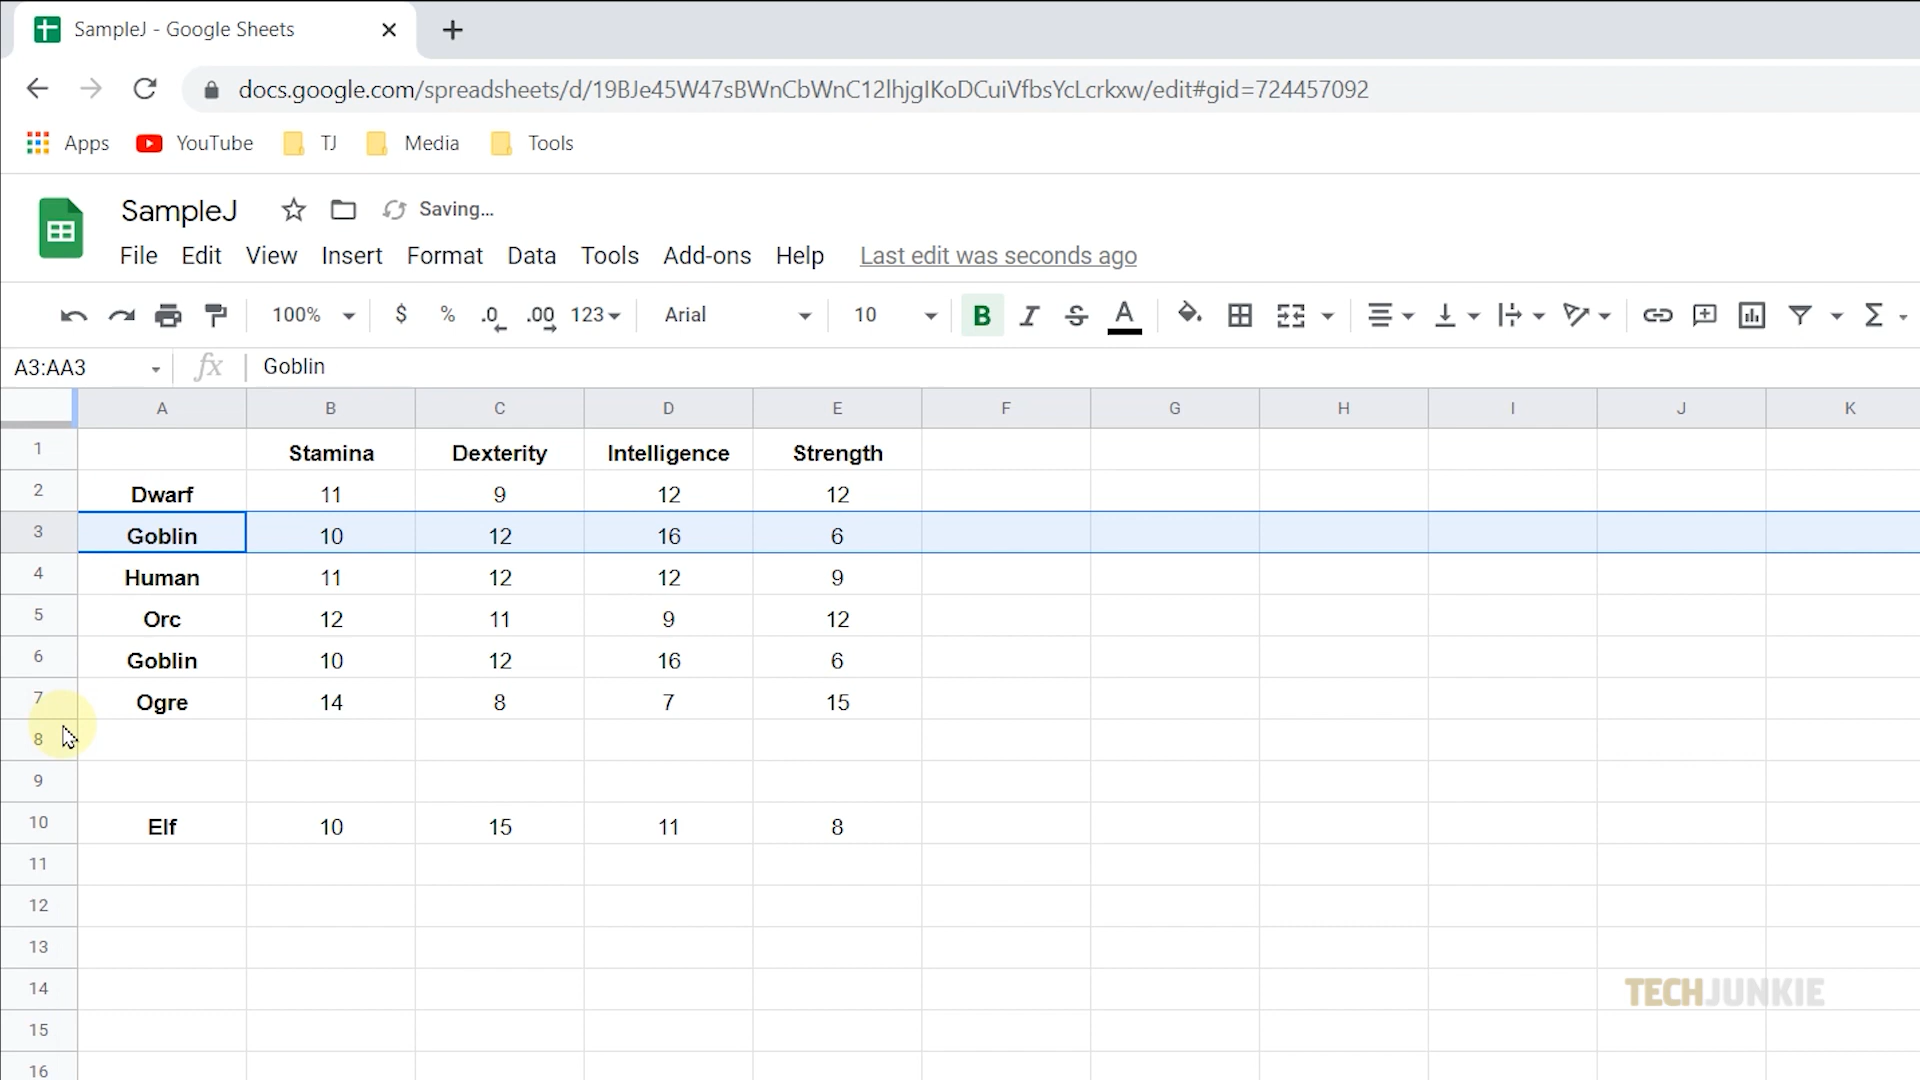 SampleJ - Google Sheets
docs.google.com/spreadsheets/d/19BJe45W47sBWnCbWnC12lhjgIKoDCuiVfbsYcLcrkxw/edit#gid=724457092
Apps YouTube TJ Media Tools
SampleJ Saving...
File Edit View Insert Format Data Tools Add-ons Help Last edit was seconds ago
100% $ % .0 .00 123 Arial 10 B I S A Σ
A3:AA3 fx Goblin
A B C D E F G H I J K
1 Stamina Dexterity Intelligence Strength
2 Dwarf 11 9 12 12
3 Goblin 10 12 16 6
4 Human 11 12 12 9
5 Orc 12 11 9 12
6 Goblin 10 12 16 6
7 Ogre 14 8 7 15
8
9
10 Elf 10 15 11 8
11
12
13
14
TECHJUNKIE
15
16